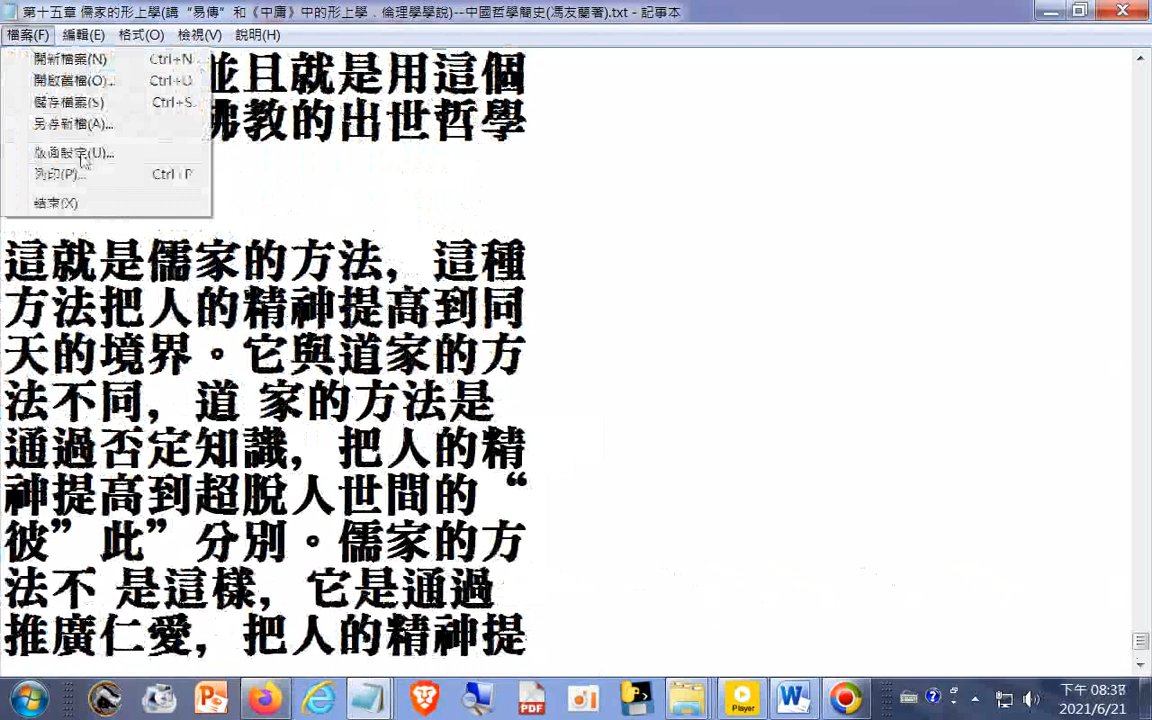 第十五章 儒家的形上學(講“易傳”和《中庸》中的形上學﹒倫理學學說)--中國哲學簡史(馮友蘭著).txt - 記事本
檔案(F) 編輯(E) 格式(O) 檢視(V) 說明(H)
開新檔案(N) Ctrl+N
開啟舊檔(O)...
儲存檔案(S) Ctrl+S
另存新檔(A)...
版面設定(U)...
列印(P)... Ctrl+P
結束(X)
並且就是用這個
佛教的出世哲學
這就是儒家的方法，這種
方法把人的精神提高到同
天的境界。它與道家的方
法不同，道 家的方法是
通過否定知識，把人的精
神提高到超脫人世間的“
彼”此”分別。儒家的方
法不 是這樣，它是通過
推廣仁愛，把人的精神提
PDF
Player
下午 08:37
2021/6/21